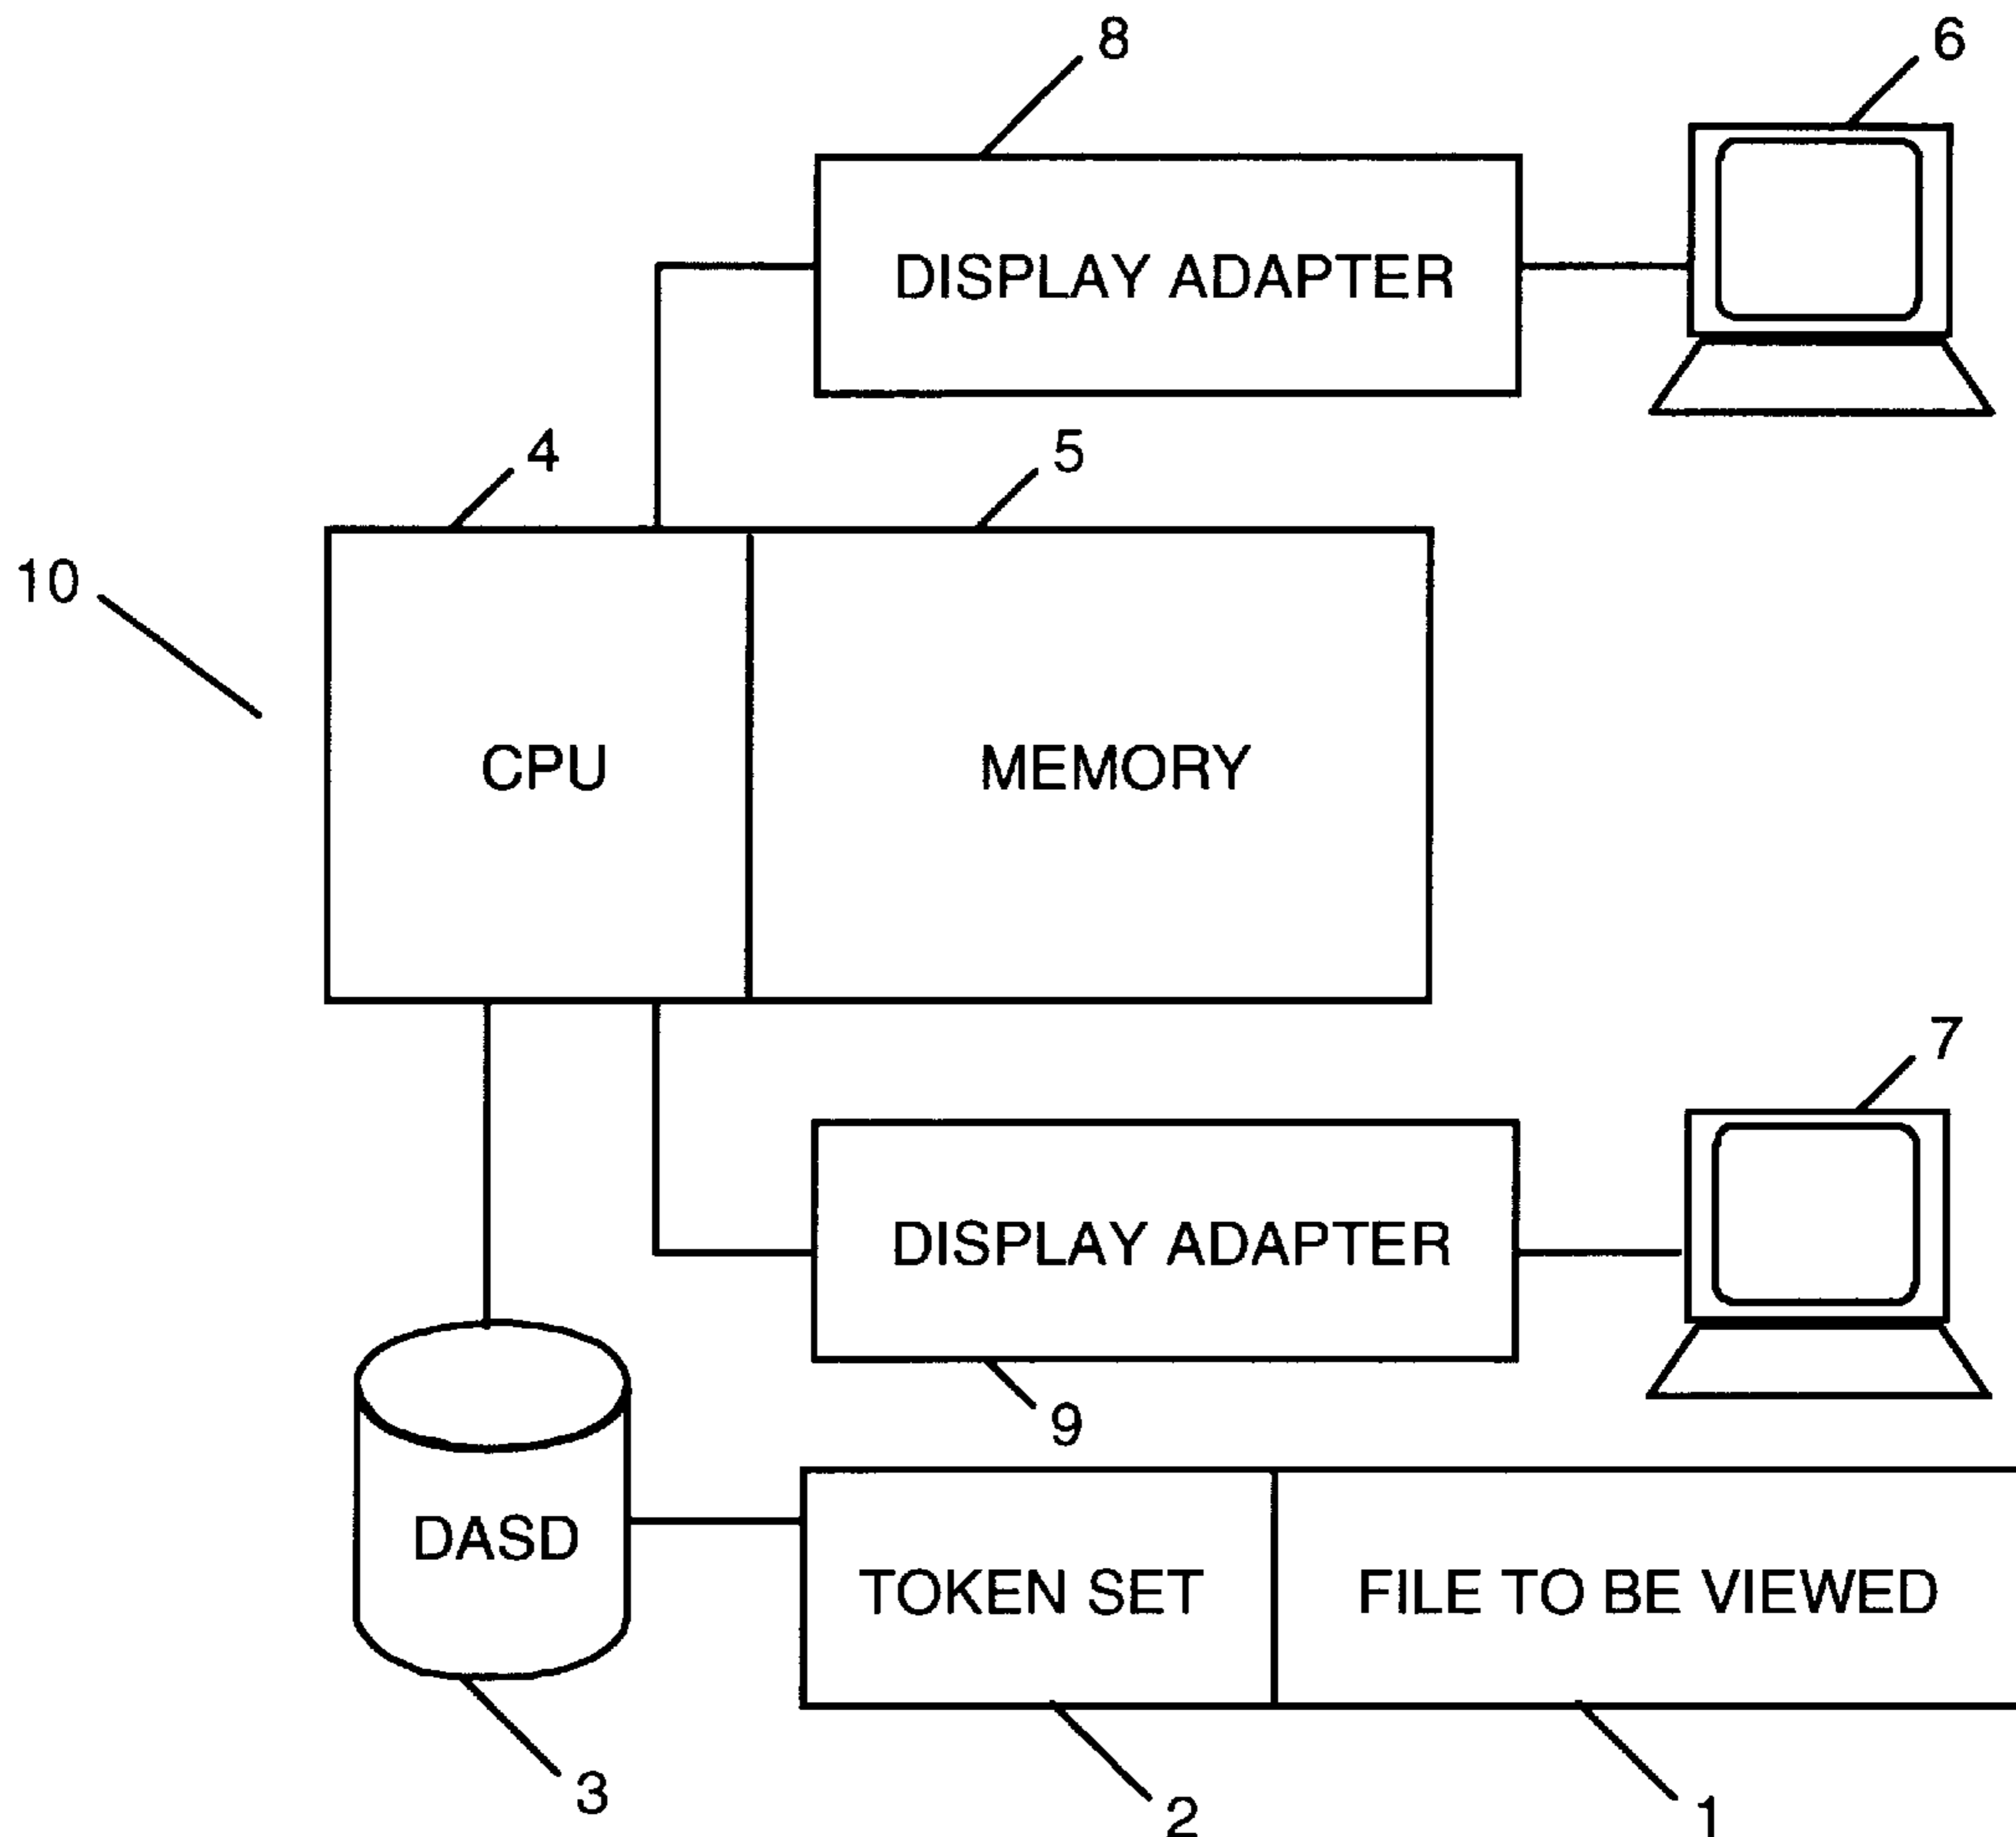 8
6
DISPLAY ADAPTER
4
5
10
CPU
MEMORY
7
DISPLAY ADAPTER
9
DASD
TOKEN SET
FILE TO BE VIEWED
3
2
1